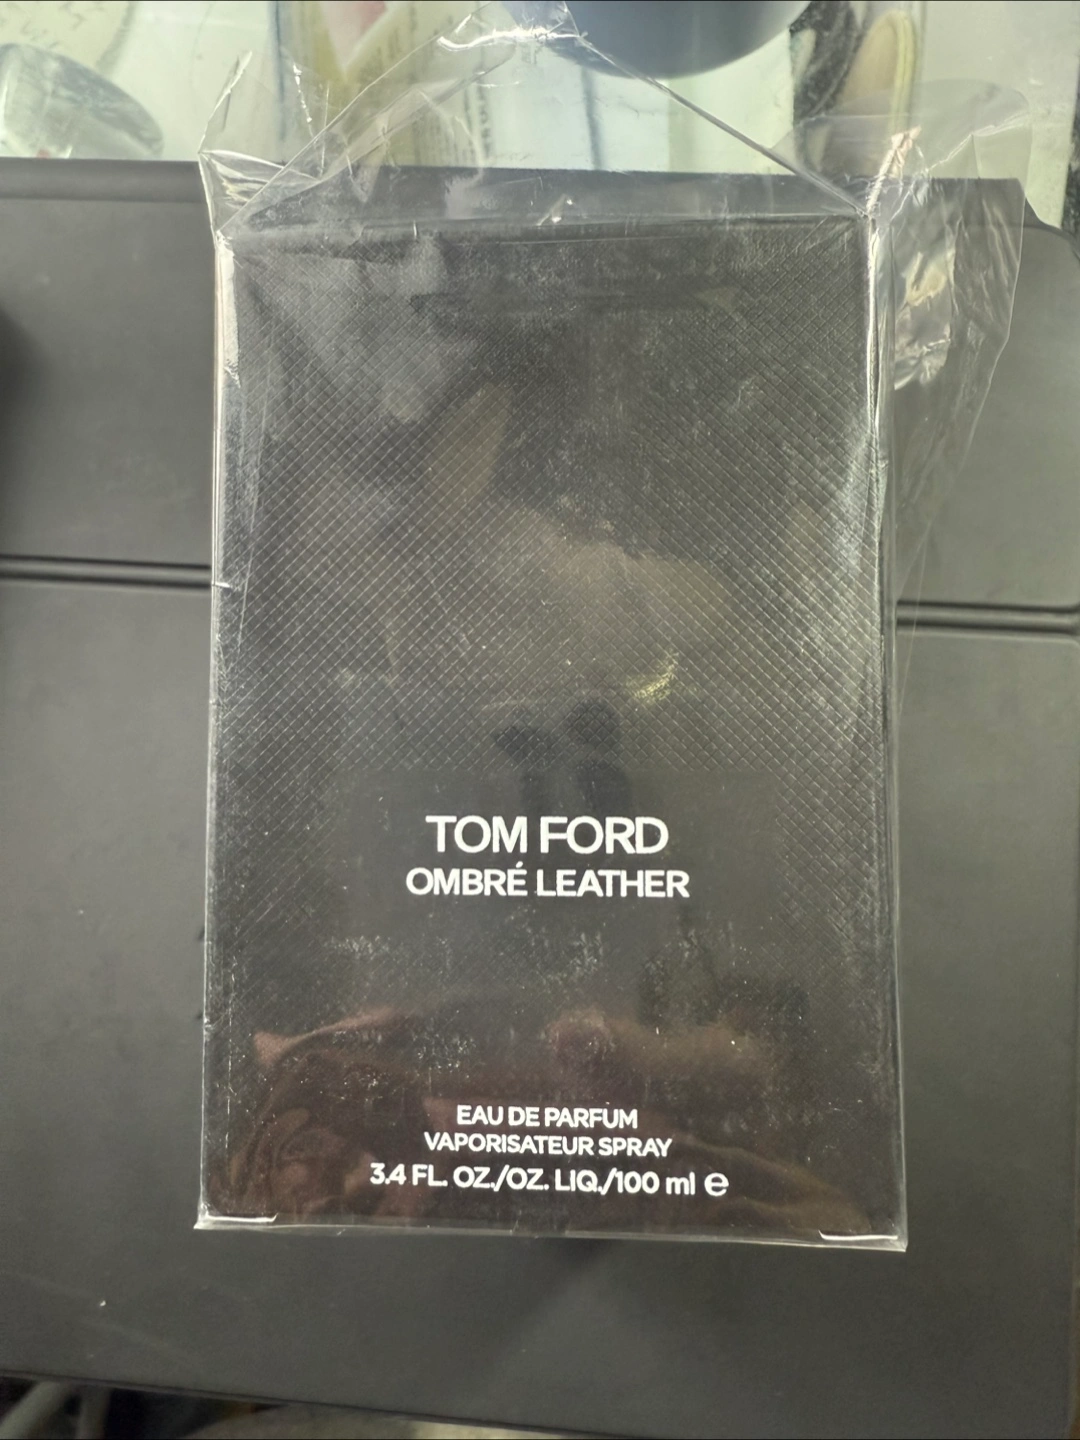 TOM FORD
OMBRÉ LEATHER
EAU DE PARFUM
VAPORISATEUR SPRAY
3.4 FL. OZ./OZ. LIQ./100 ml ℮